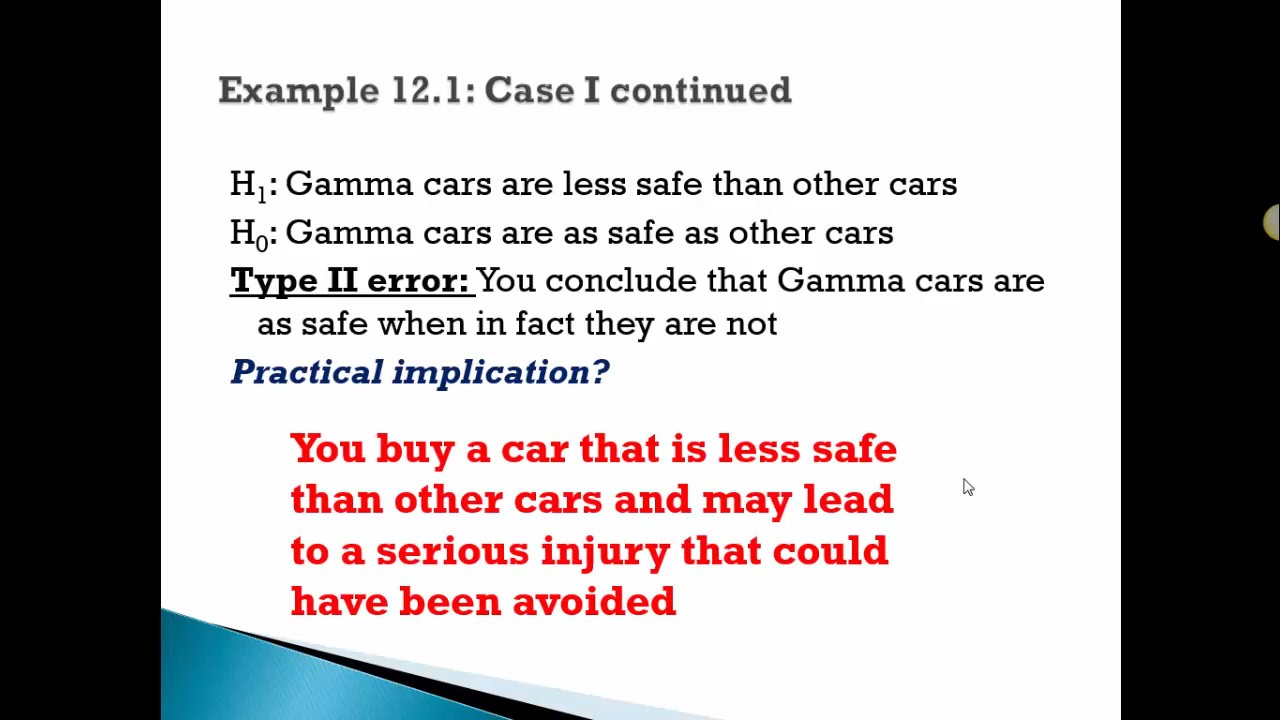 Example 12.1: Case I continued
H₁: Gamma cars are less safe than other cars
H₀: Gamma cars are as safe as other cars
Type II error: You conclude that Gamma cars are
as safe when in fact they are not
Practical implication?
You buy a car that is less safe
than other cars and may lead
to a serious injury that could
have been avoided